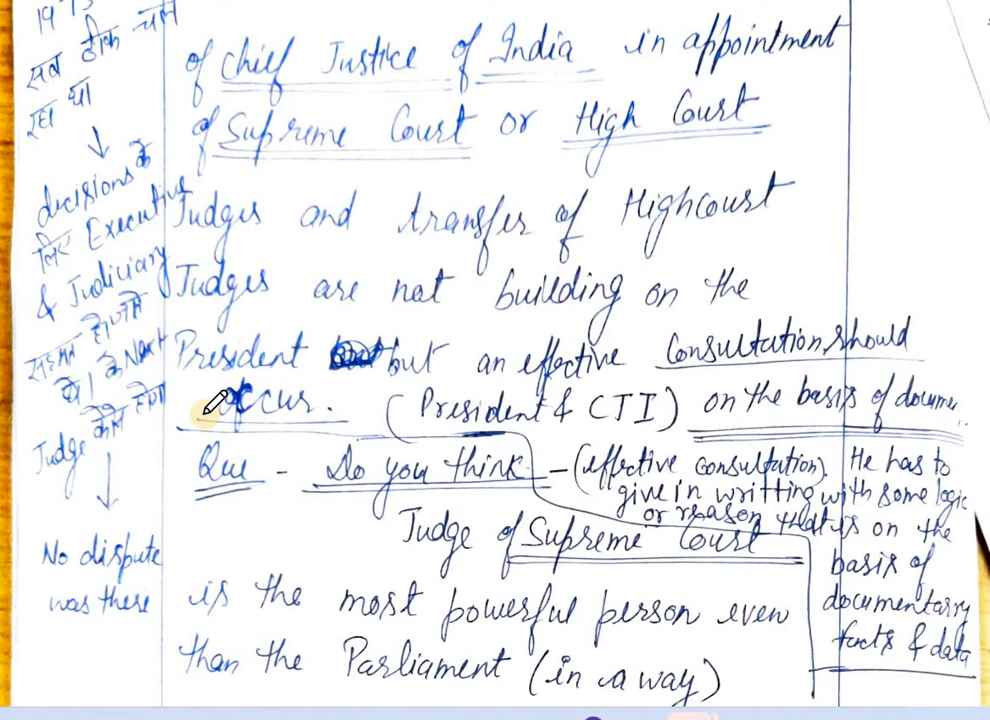 19
सब ठीक चल
रहा था
↓
decisions के
लिए Executive
& Judiciary
सहमत होजाते
थे। के Next
Judge कौन होगा
↓
No dispute
was there
of chief Justice of India in appointment
of Supreme Court or High Court
Judges and transfer of Highcourt
Judges are not building on the
President but an effective Consultation should
occur. (President & CJI) on the basis of docume
Que - Do you think - (effective consultation). He has to
give in writting with some logic
or reason that is on the
basis of
documentarry
facts & data
Judge of Supreme Court
is the most powerful person even
than the Parliament (in a way)